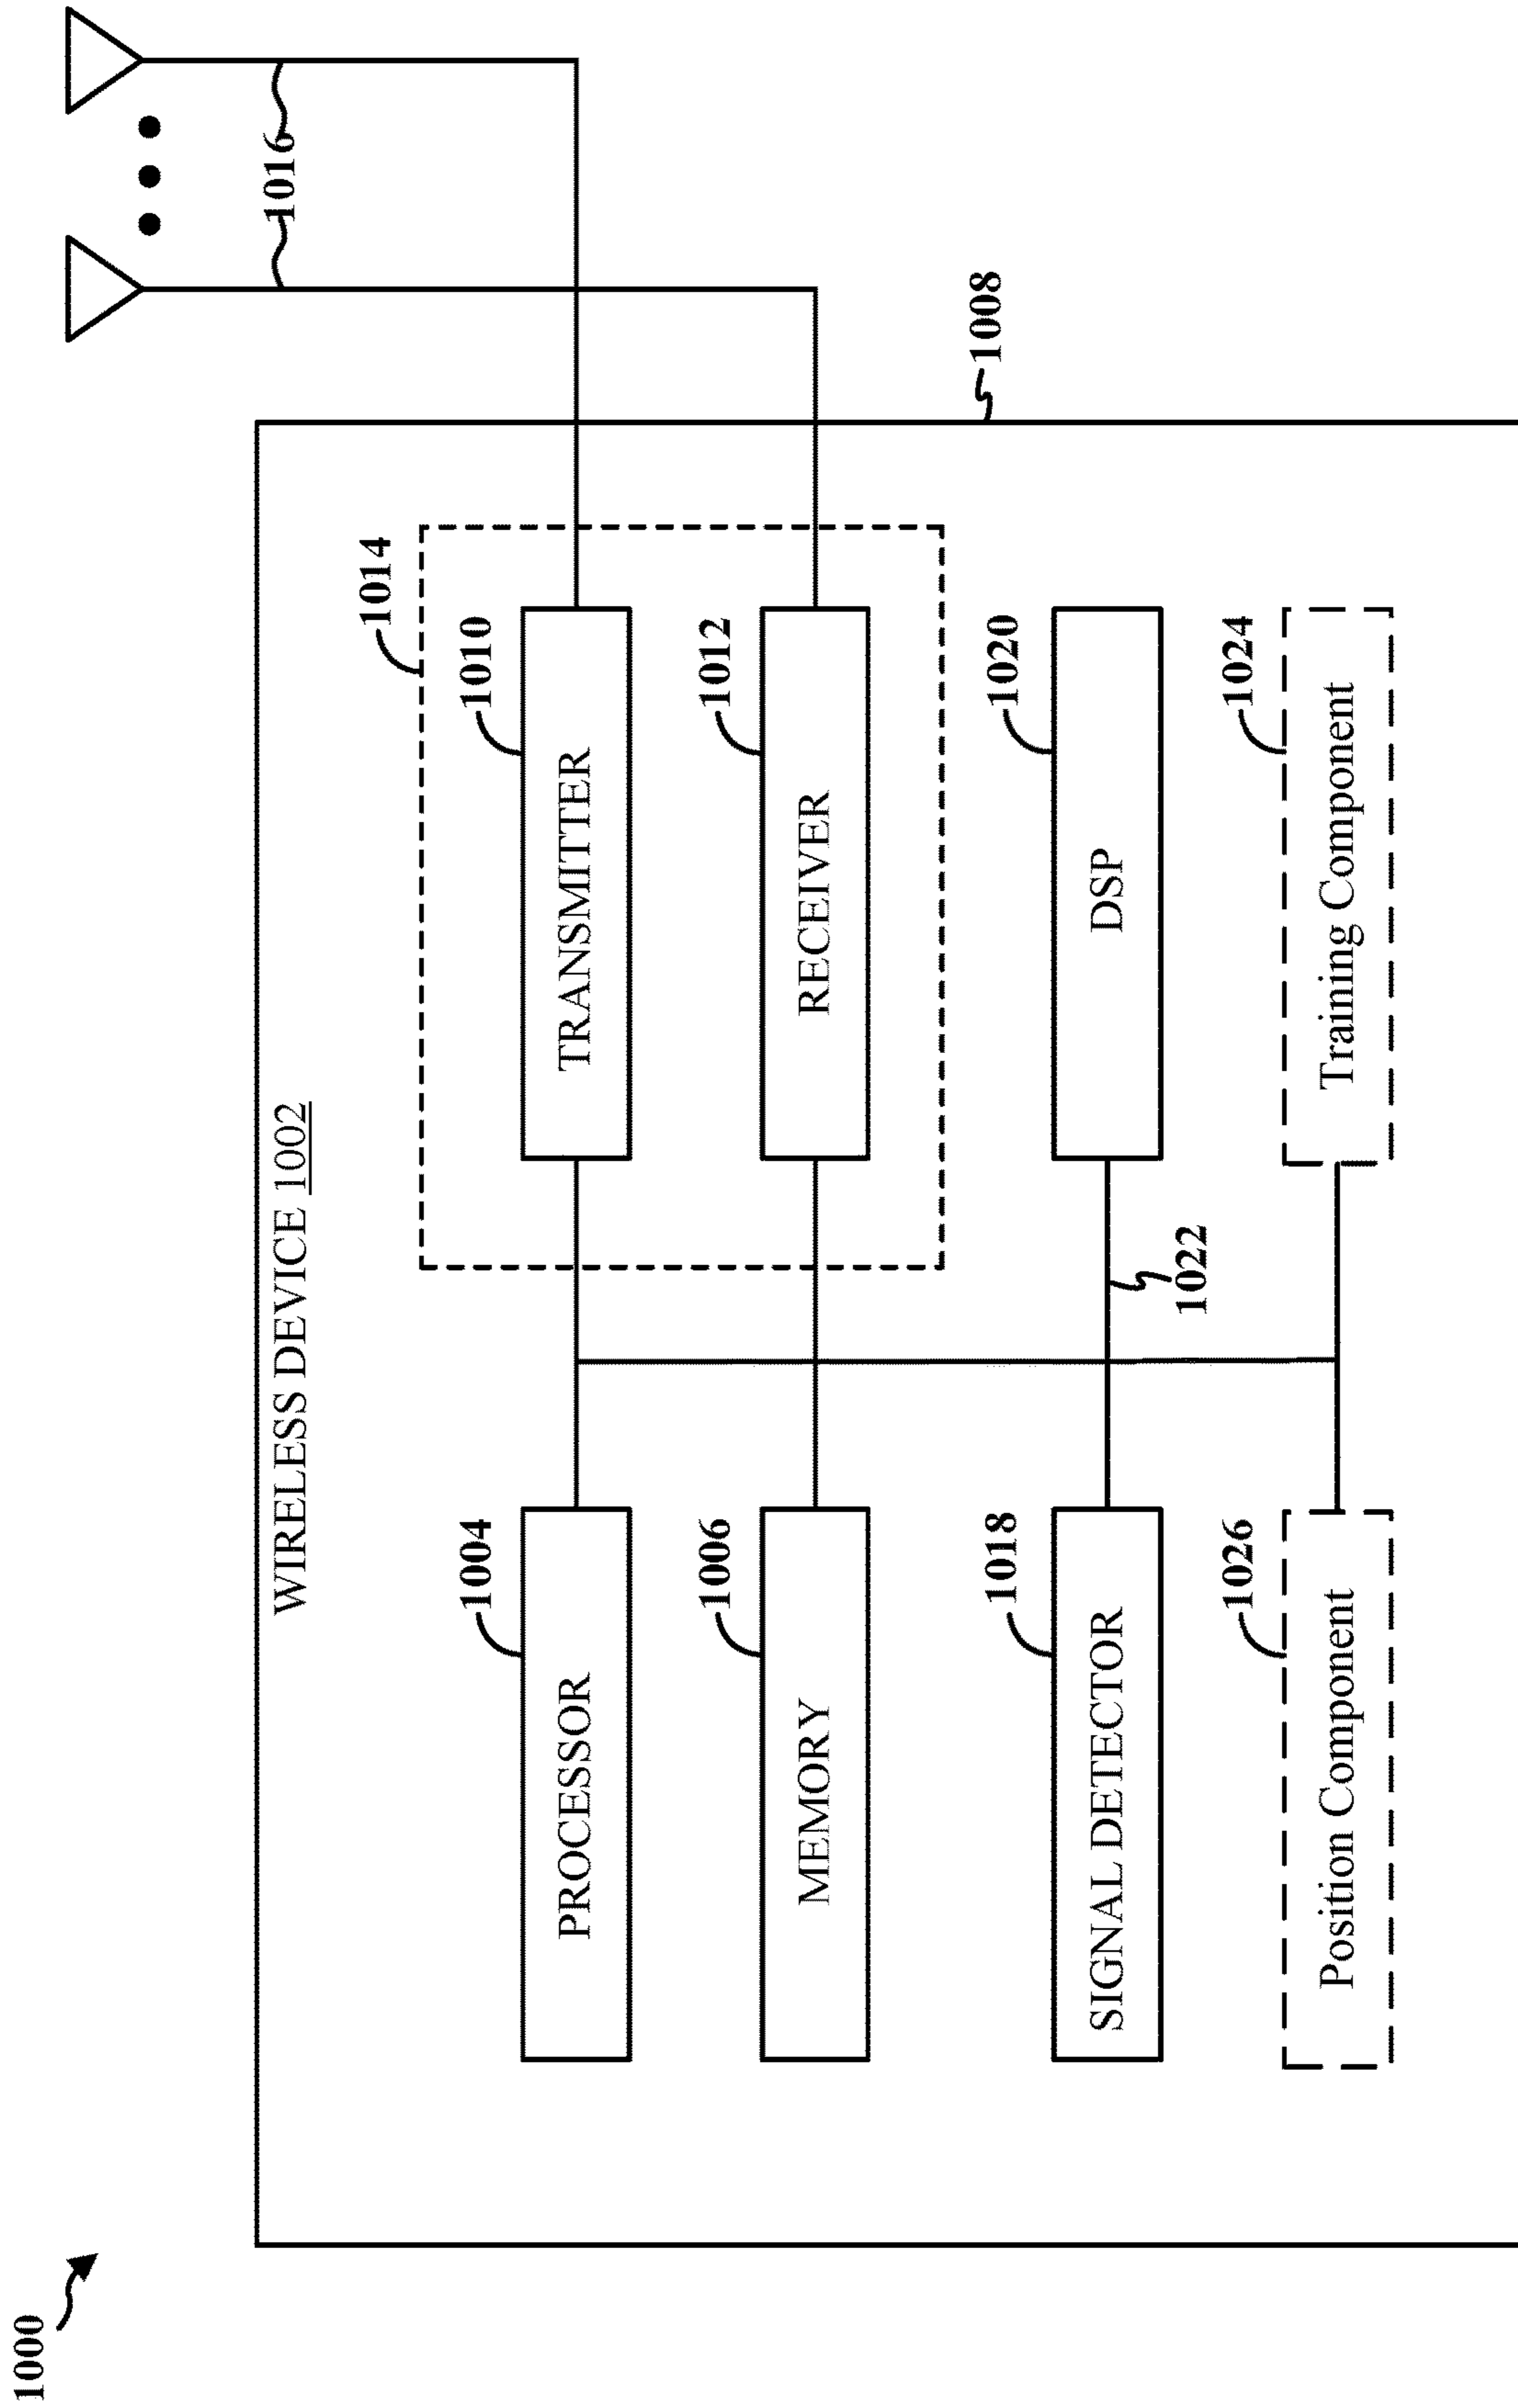 1000
WIRELESS DEVICE 1002
1016
1014
1004
PROCESSOR
1010
TRANSMITTER
1006
MEMORY
1012
RECEIVER
1008
1018
SIGNAL DETECTOR
1020
DSP
1022
1026
Position Component
1024
Training Component